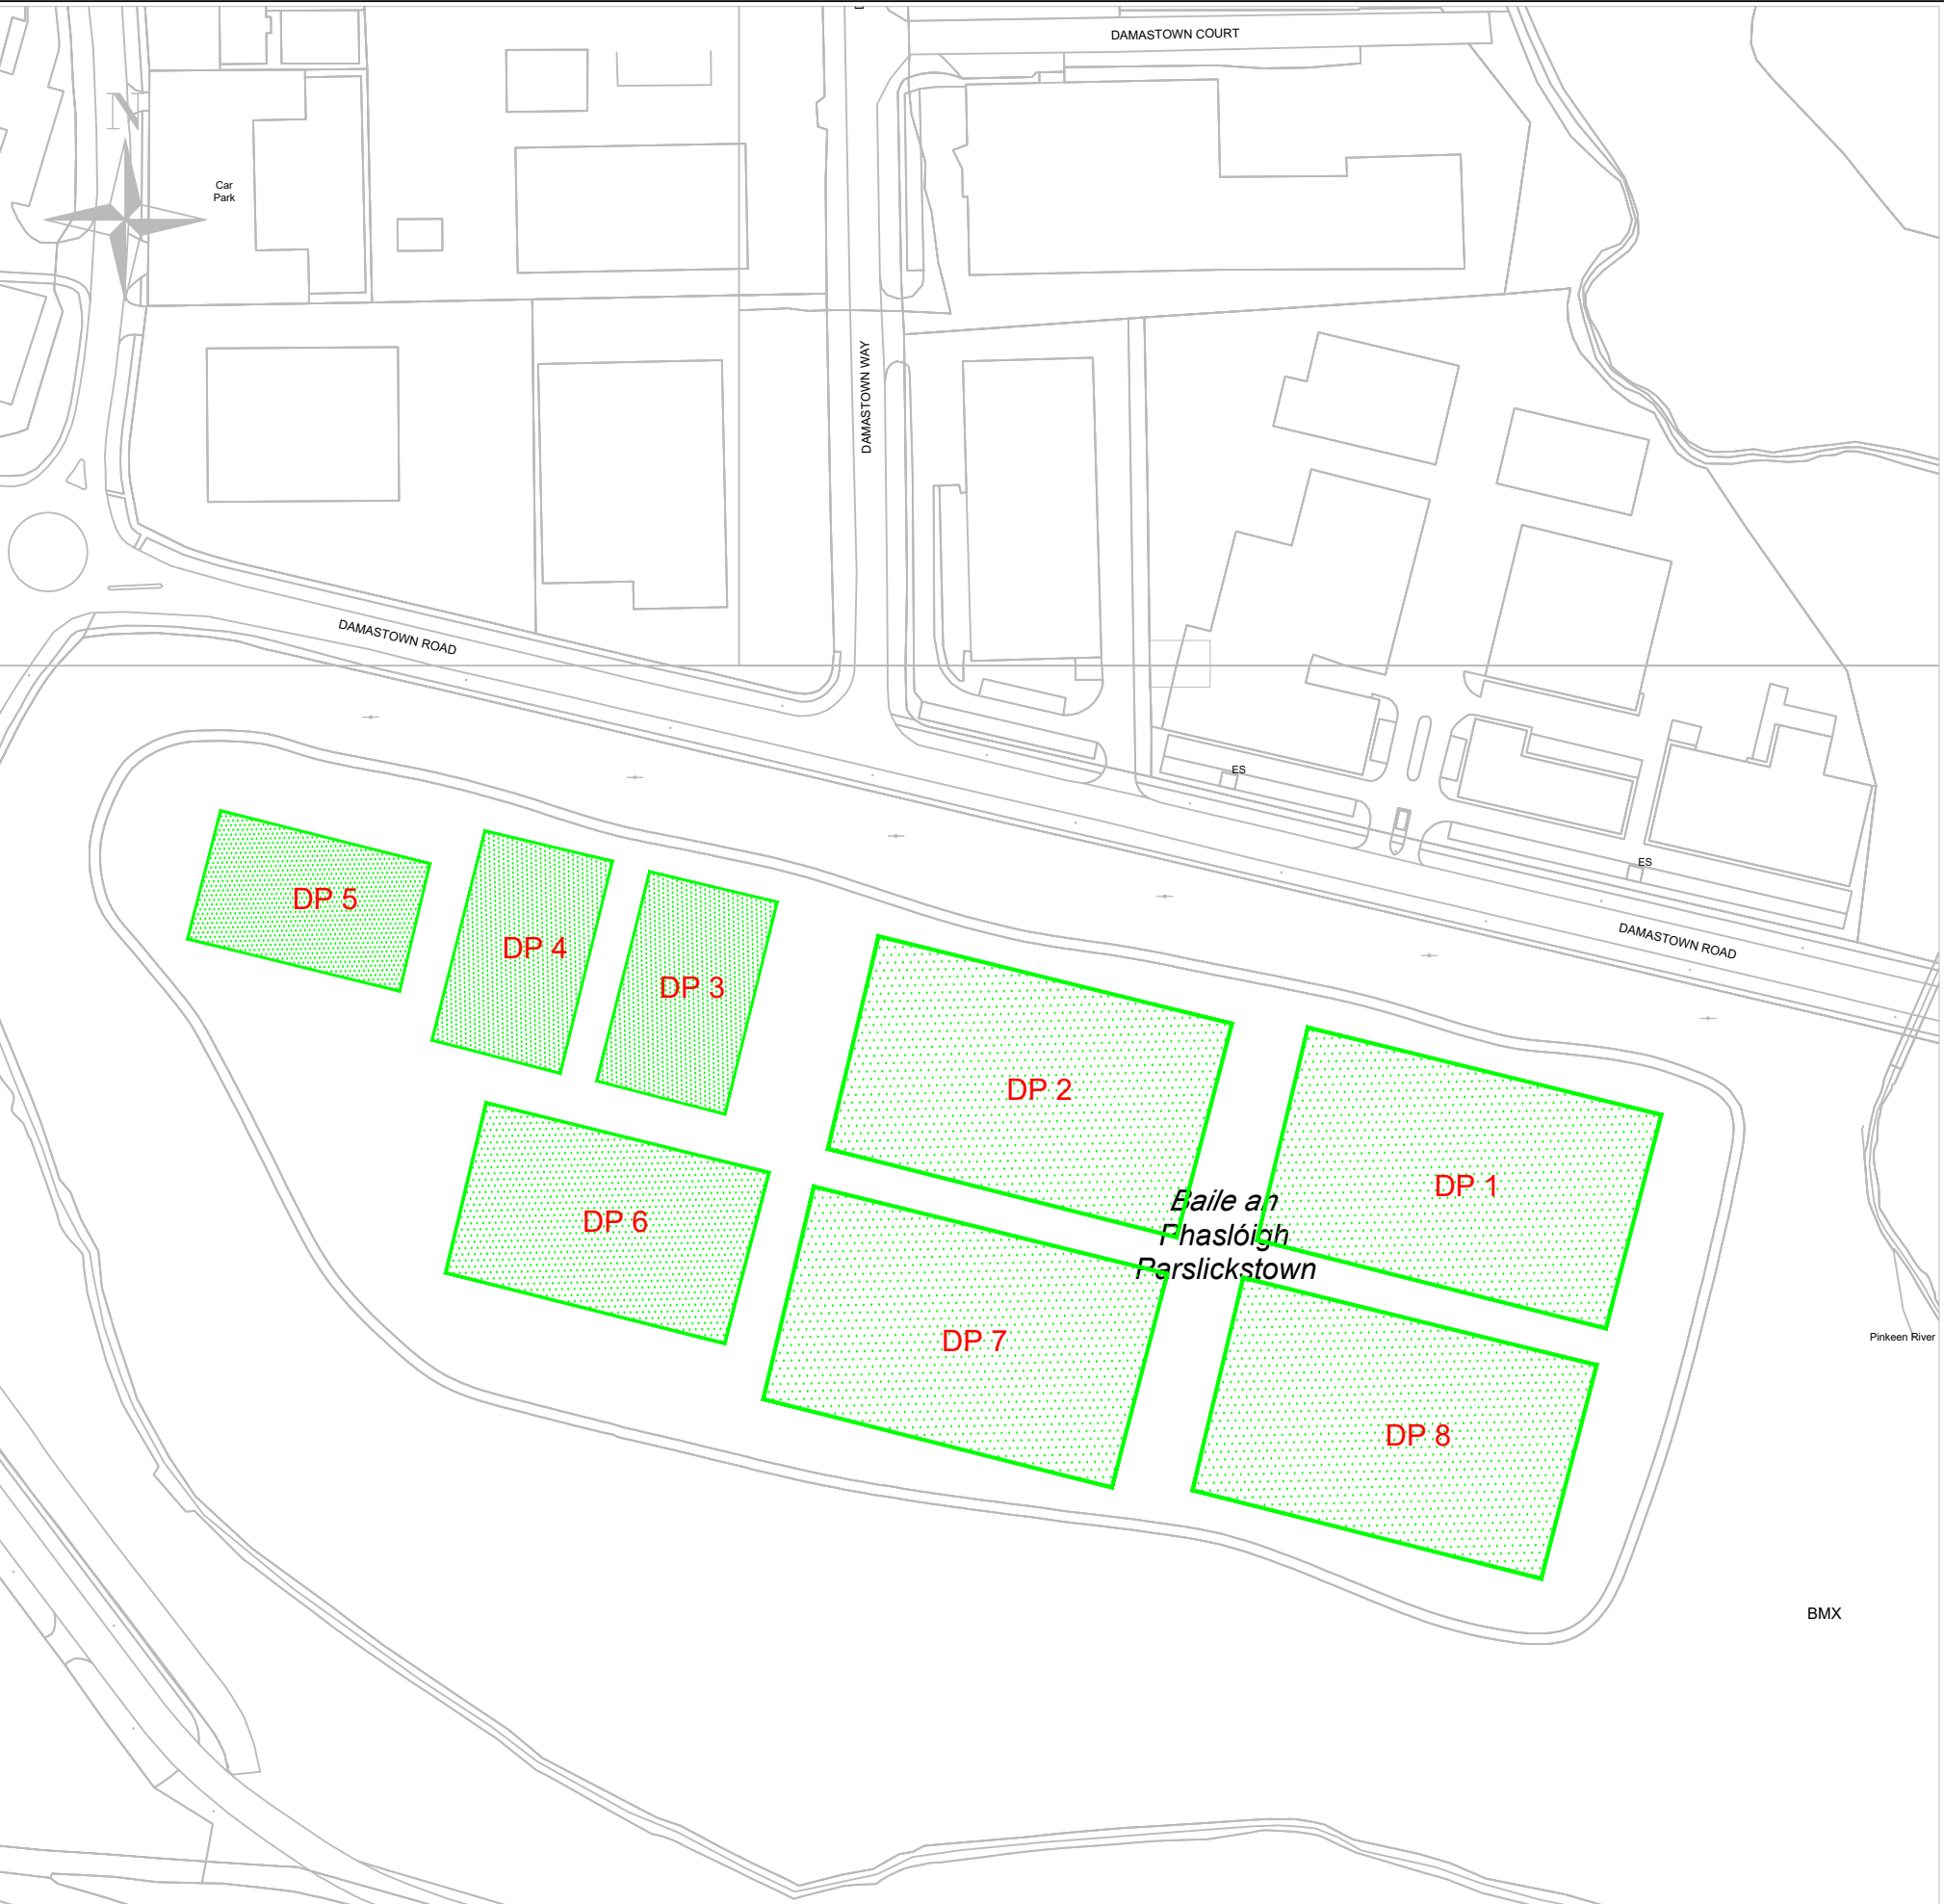 DAMASTOWN COURT
N
Car
Park
DAMASTOWN WAY
DAMASTOWN ROAD
ES
ES
DAMASTOWN ROAD
DP 5
DP 4
DP 3
DP 2
DP 1
Baile an
Phaslóigh
Parslickstown
DP 6
DP 7
DP 8
Pinkeen River
BMX